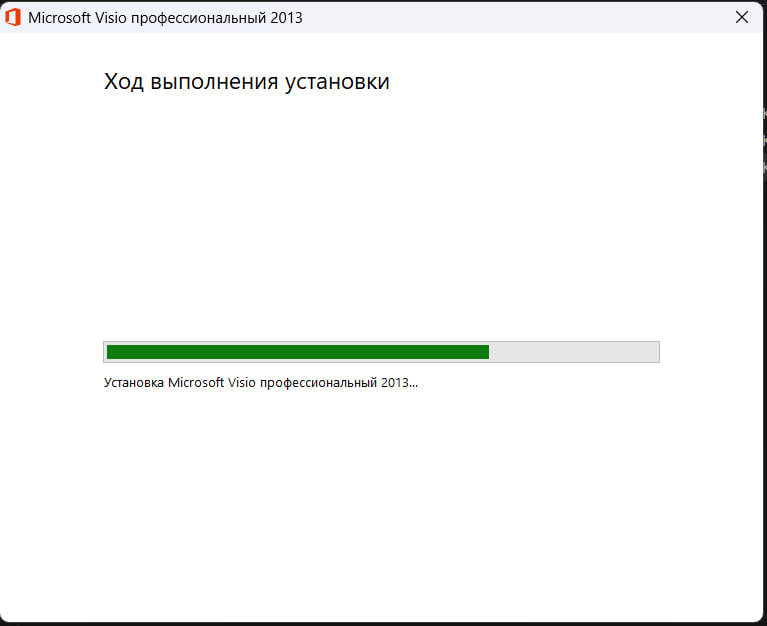 Microsoft Visio профессиональный 2013
Ход выполнения установки
Установка Microsoft Visio профессиональный 2013...